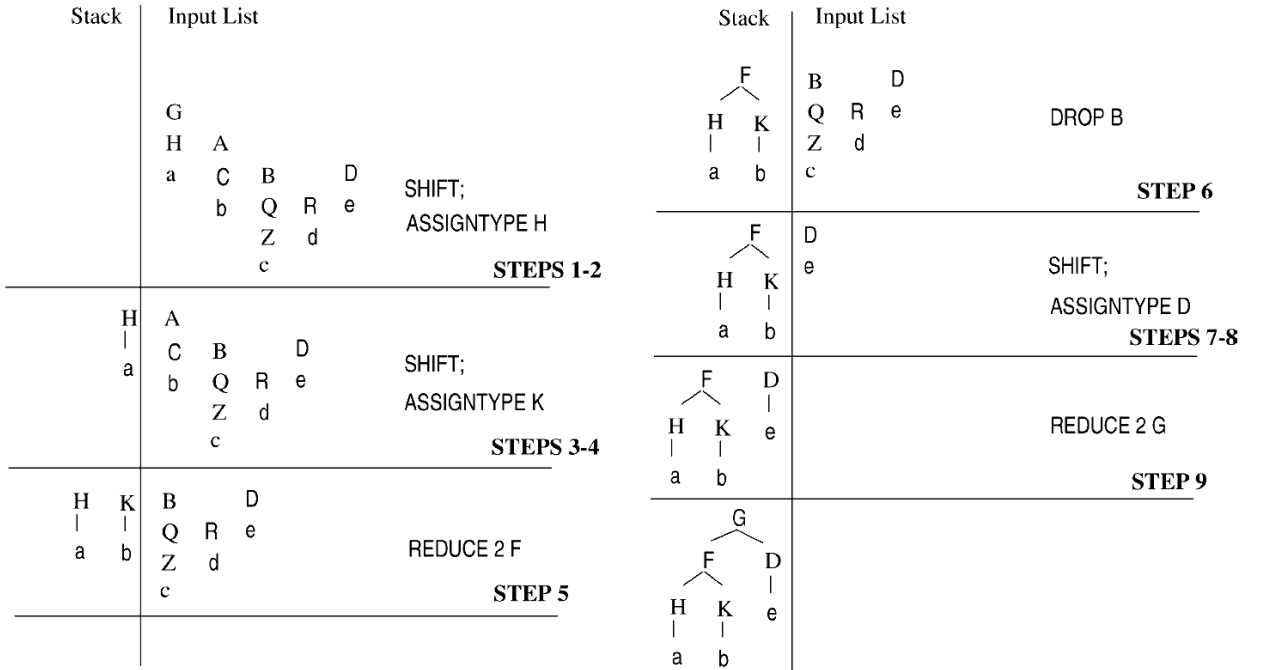 Stack Input List
G
H A
a C B D
b Q R e
Z d
c
SHIFT;
ASSIGNTYPE H
STEPS 1-2
H A
a C B D
b Q R e
Z d
c
SHIFT;
ASSIGNTYPE K
STEPS 3-4
H K B D
Q R e
a b Z d
c
REDUCE 2 F
STEP 5
Stack Input List
F B D
H K Q R e
Z d
a b c
DROP B
STEP 6
F D
e
H K
a b
SHIFT;
ASSIGNTYPE D
STEPS 7-8
F D
H K e
a b
REDUCE 2 G
STEP 9
G
F D
H K e
a b